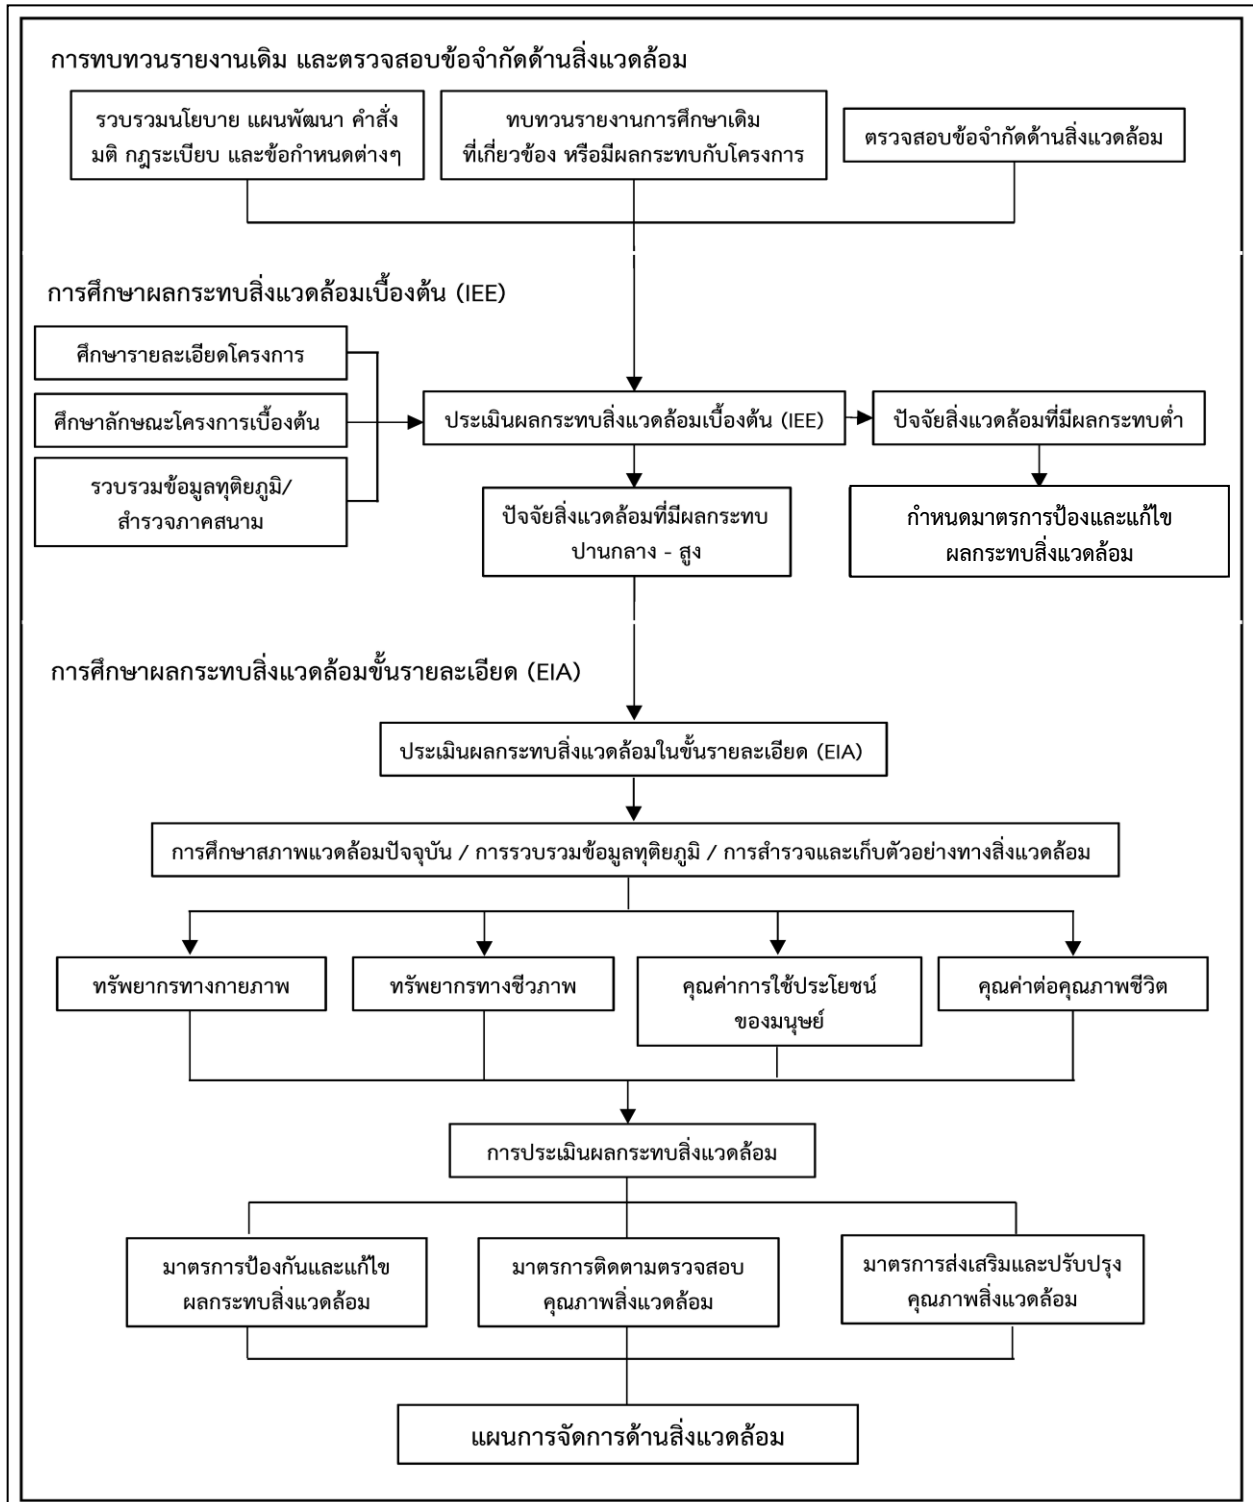 การทบทวนรายงานเดิม และตรวจสอบข้อจำกัดด้านสิ่งแวดล้อม
รวบรวมนโยบาย แผนพัฒนา คำสั่ง
มติ กฎระเบียบ และข้อกำหนดต่างๆ
ทบทวนรายงานการศึกษาเดิม
ที่เกี่ยวข้อง หรือมีผลกระทบกับโครงการ
ตรวจสอบข้อจำกัดด้านสิ่งแวดล้อม
การศึกษาผลกระทบสิ่งแวดล้อมเบื้องต้น (IEE)
ศึกษารายละเอียดโครงการ
ศึกษาลักษณะโครงการเบื้องต้น
รวบรวมข้อมูลทุติยภูมิ/
สำรวจภาคสนาม
ประเมินผลกระทบสิ่งแวดล้อมเบื้องต้น (IEE)
ปัจจัยสิ่งแวดล้อมที่มีผลกระทบต่ำ
ปัจจัยสิ่งแวดล้อมที่มีผลกระทบ
ปานกลาง - สูง
กำหนดมาตรการป้องและแก้ไข
ผลกระทบสิ่งแวดล้อม
การศึกษาผลกระทบสิ่งแวดล้อมขั้นรายละเอียด (EIA)
ประเมินผลกระทบสิ่งแวดล้อมในขั้นรายละเอียด (EIA)
การศึกษาสภาพแวดล้อมปัจจุบัน / การรวบรวมข้อมูลทุติยภูมิ / การสำรวจและเก็บตัวอย่างทางสิ่งแวดล้อม
ทรัพยากรทางกายภาพ
ทรัพยากรทางชีวภาพ
คุณค่าการใช้ประโยชน์
ของมนุษย์
คุณค่าต่อคุณภาพชีวิต
การประเมินผลกระทบสิ่งแวดล้อม
มาตรการป้องกันและแก้ไข
ผลกระทบสิ่งแวดล้อม
มาตรการติดตามตรวจสอบ
คุณภาพสิ่งแวดล้อม
มาตรการส่งเสริมและปรับปรุง
คุณภาพสิ่งแวดล้อม
แผนการจัดการด้านสิ่งแวดล้อม